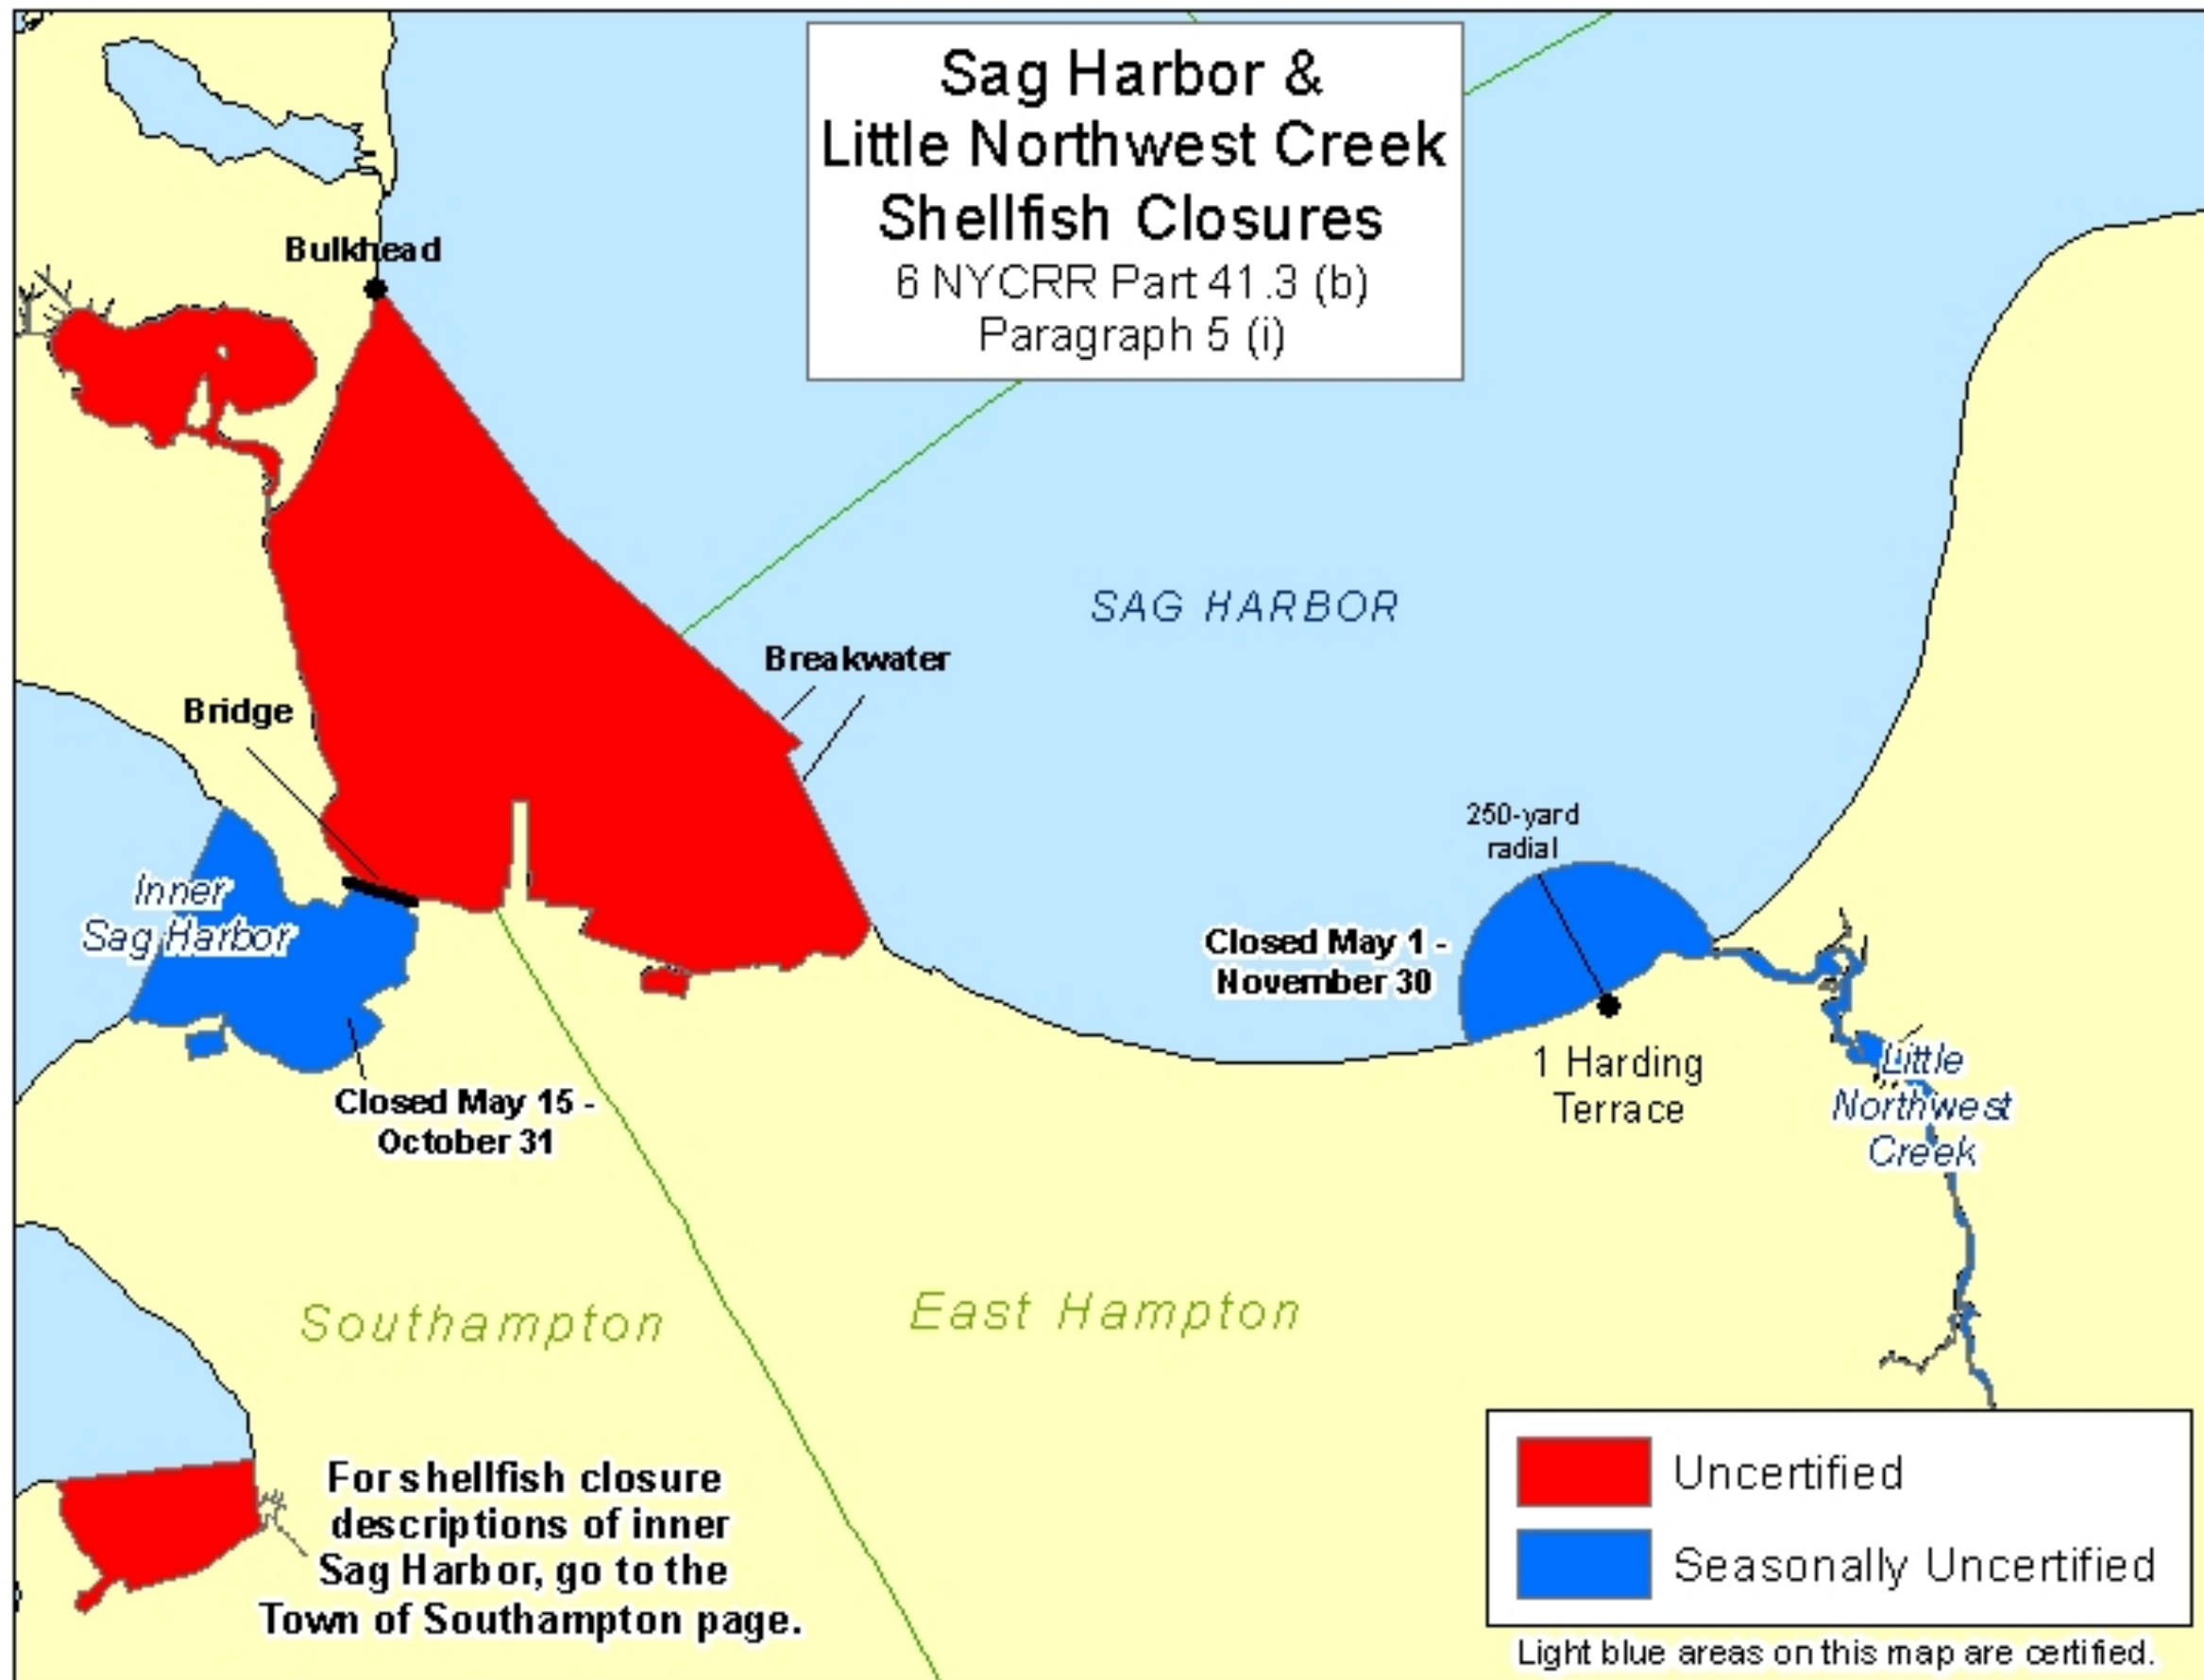 Sag Harbor &
Little Northwest Creek
Shellfish Closures
6 NYCRR Part 41.3 (b)
Paragraph 5 (i)
Bulkhead
SAG HARBOR
Breakwater
Bridge
250-yard
radial
Inner
Sag Harbor
Closed May 1 -
November 30
1 Harding
Terrace
Little
Northwest
Creek
Closed May 15 -
October 31
Southampton
East Hampton
For shellfish closure
descriptions of inner
Sag Harbor, go to the
Town of Southampton page.
Uncertified
Seasonally Uncertified
Light blue areas on this map are certified.